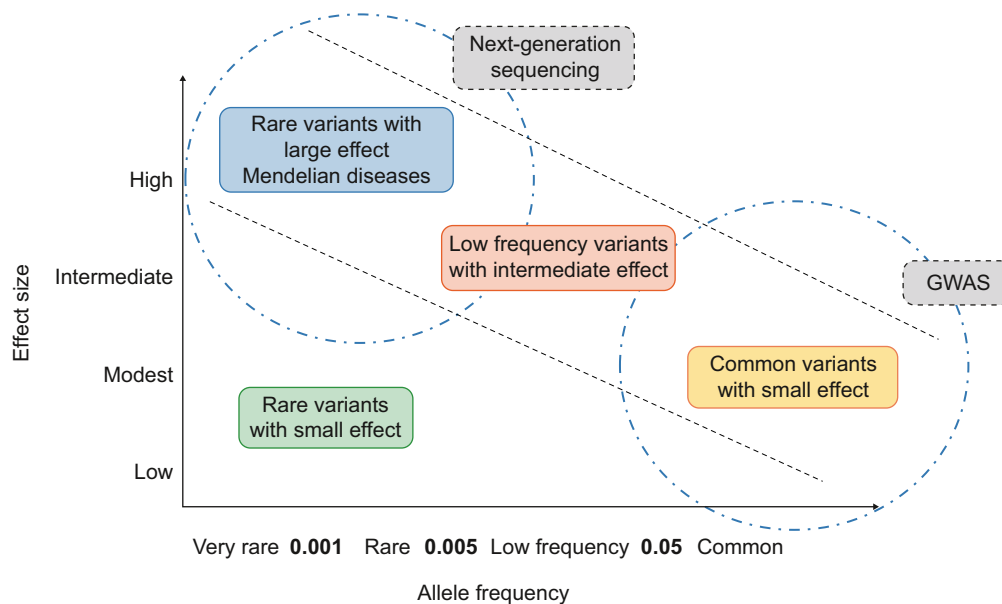 Next-generation
sequencing
Rare variants with
large effect
Mendelian diseases
High
Low frequency variants
with intermediate effect
Intermediate
GWAS
Effect size
Common variants
with small effect
Modest
Rare variants
with small effect
Low
Very rare 0.001 Rare 0.005 Low frequency 0.05 Common
Allele frequency